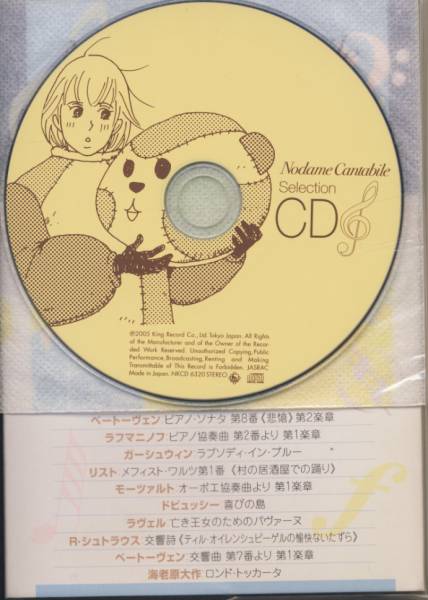 Nodame Cantabile
Selection
CD
℗2005 King Record Co., Ltd. Tokyo Japan. All Rights
of the Manufacturer and of the Owner of the Recor-
ded Work Reserved. Unauthorized Copying, Public
Performance, Broadcasting, Renting and Making
Transmittable of This Record is Forbidden. JASRAC
Made in Japan. NKCD 6320 STEREO
ベートーヴェン ピアノ・ソナタ 第8番《悲愴》第2楽章
ラフマニノフ ピアノ協奏曲 第2番より 第1楽章
ガーシュウィン ラプソディ・イン・ブルー
リスト メフィスト・ワルツ第1番 《村の居酒屋での踊り》
モーツァルト オーボエ協奏曲より 第1楽章
ドビュッシー 喜びの島
ラヴェル 亡き王女のためのパヴァーヌ
R・シュトラウス 交響詩《ティル・オイレンシュピーゲルの愉快ないたずら》
ベートーヴェン 交響曲 第7番より 第1楽章
海老原大作 ロンド・トッカータ